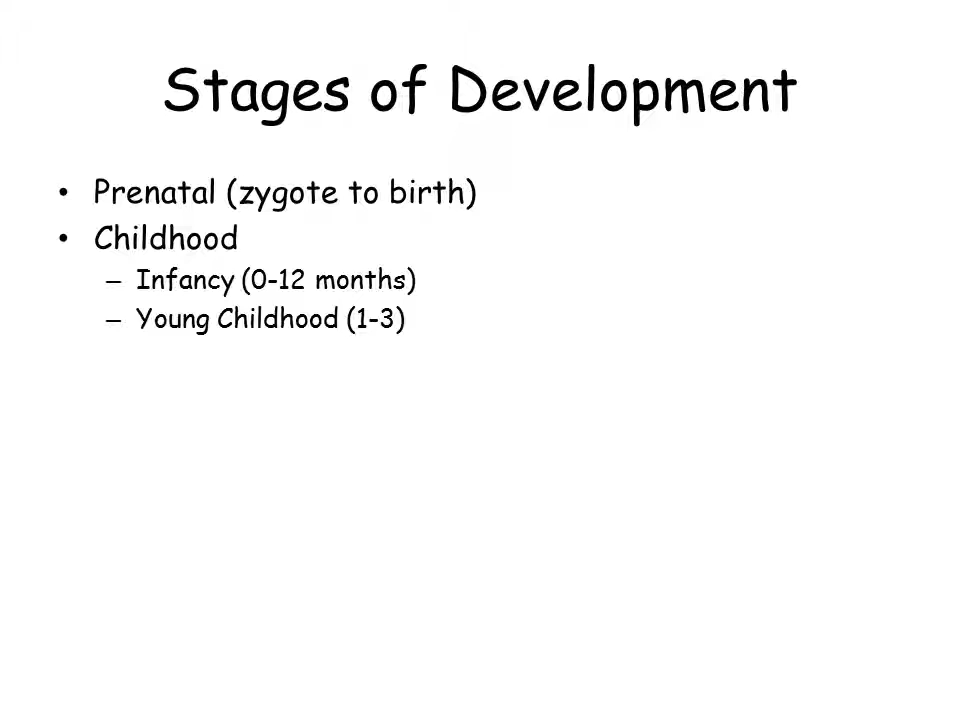 Stages of Development
• Prenatal (zygote to birth)
• Childhood
– Infancy (0-12 months)
– Young Childhood (1-3)